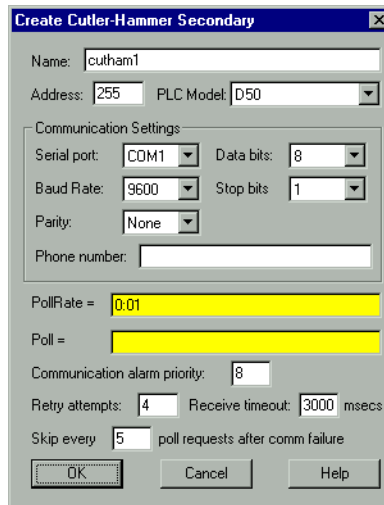 Create Cutler-Hammer Secondary
Name: cutham1
Address: 255 PLC Model: D50
Communication Settings
Serial port: COM1 Data bits: 8
Baud Rate: 9600 Stop bits 1
Parity: None
Phone number:
PollRate = 0:01
Poll =
Communication alarm priority: 8
Retry attempts: 4 Receive timeout: 3000 msecs
Skip every 5 poll requests after comm failure
OK Cancel Help